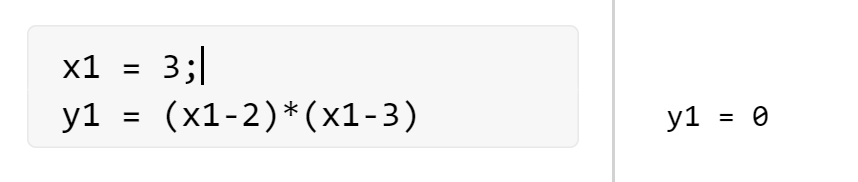 x1 = 3;
y1 = (x1-2)*(x1-3)
y1 = 0